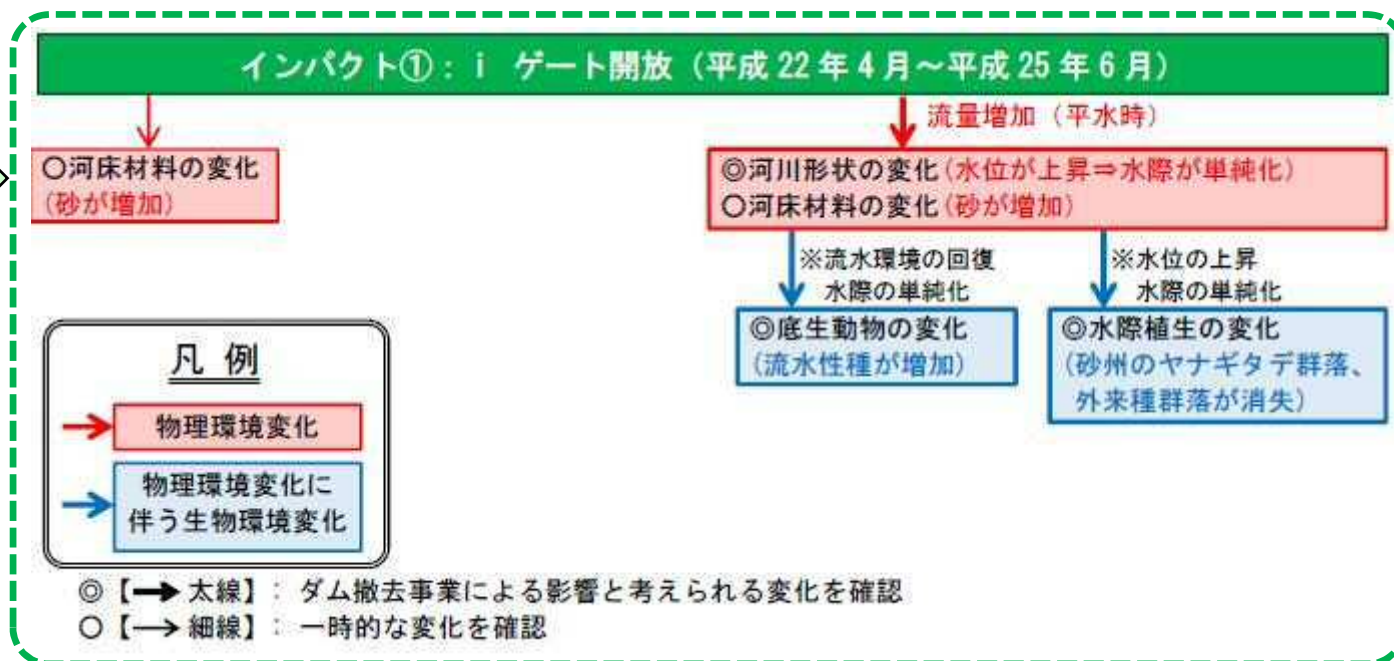 インパクト①：ⅰ ゲート開放（平成22年4月～平成25年6月）
流量増加（平水時）
○河床材料の変化
(砂が増加)
◎河川形状の変化(水位が上昇⇒水際が単純化)
○河床材料の変化(砂が増加)
※流水環境の回復
水際の単純化
※水位の上昇
水際の単純化
◎底生動物の変化
(流水性種が増加)
◎水際植生の変化
(砂州のヤナギタデ群落、
外来種群落が消失)
凡 例
物理環境変化
物理環境変化に
伴う生物環境変化
◎【→ 太線】： ダム撤去事業による影響と考えられる変化を確認
○【→ 細線】： 一時的な変化を確認